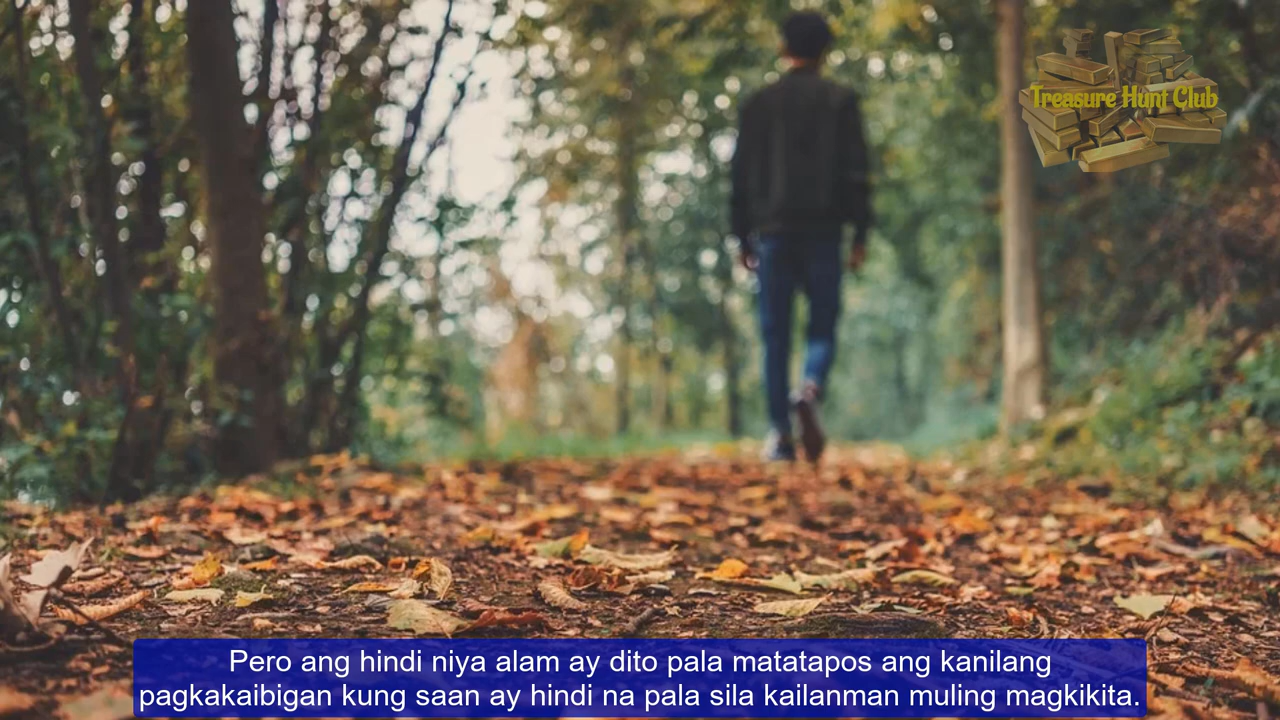 Treasure Hunt Club
Pero ang hindi niya alam ay dito pala matatapos ang kanilang
pagkakaibigan kung saan ay hindi na pala sila kailanman muling magkikita.